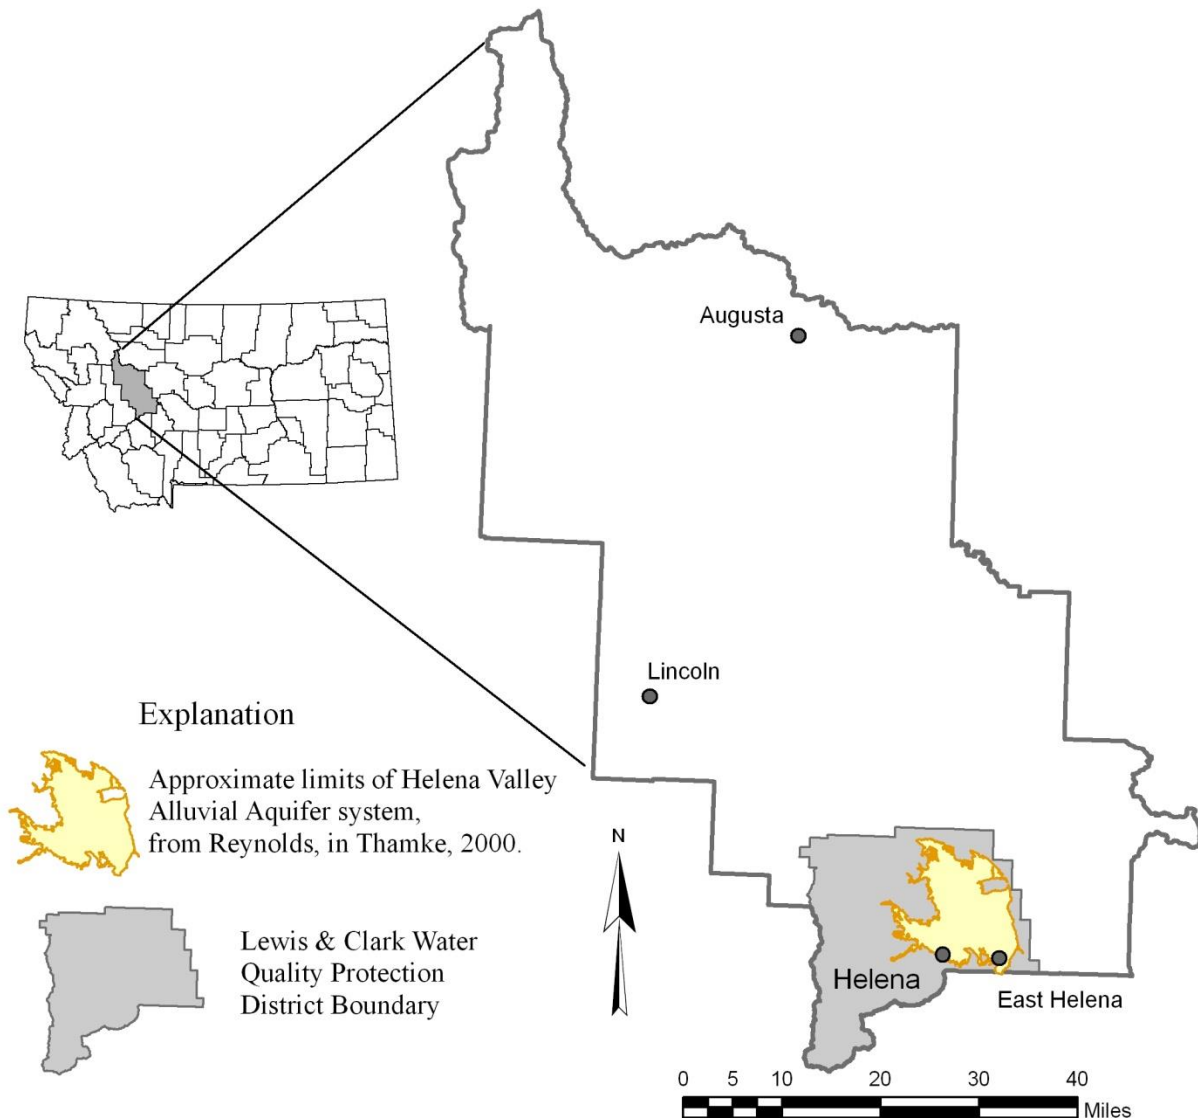 Augusta
Lincoln
Explanation
Approximate limits of Helena Valley
Alluvial Aquifer system,
from Reynolds, in Thamke, 2000.
N
Lewis & Clark Water
Quality Protection
District Boundary
Helena
East Helena
0 5 10 20 30 40
Miles